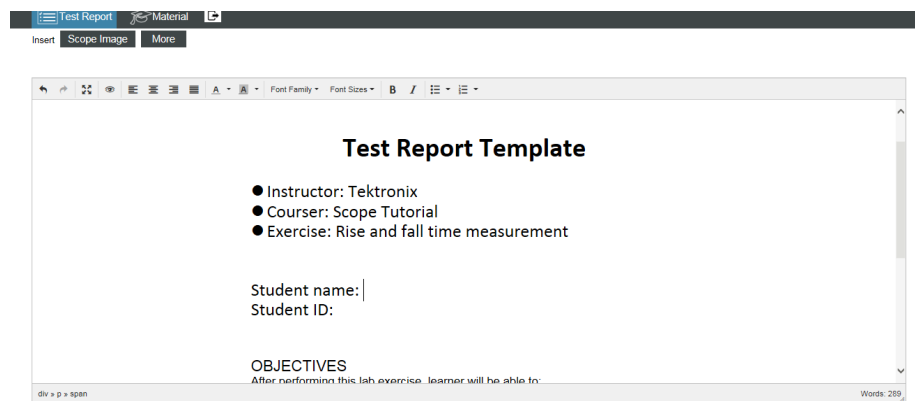 Test Report Material
Insert Scope Image More
A A Font Family Font Sizes B I
Test Report Template
● Instructor: Tektronix
● Courser: Scope Tutorial
● Exercise: Rise and fall time measurement
Student name:
Student ID:
OBJECTIVES
After performing this lab exercise, learner will be able to:
div » p » span Words: 289